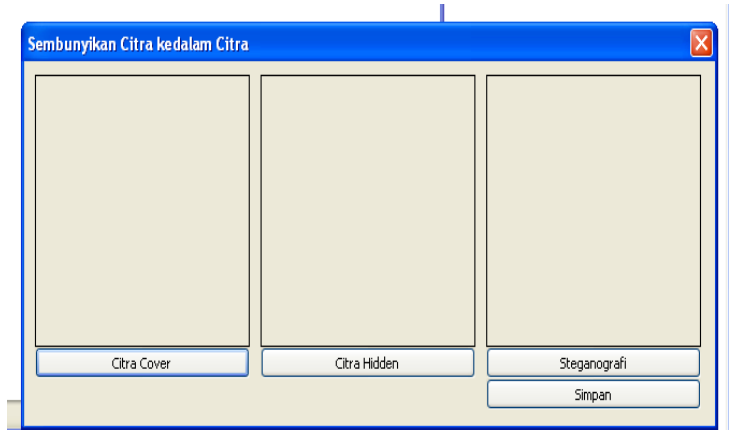 Sembunyikan Citra kedalam Citra
Citra Cover
Citra Hidden
Steganografi
Simpan